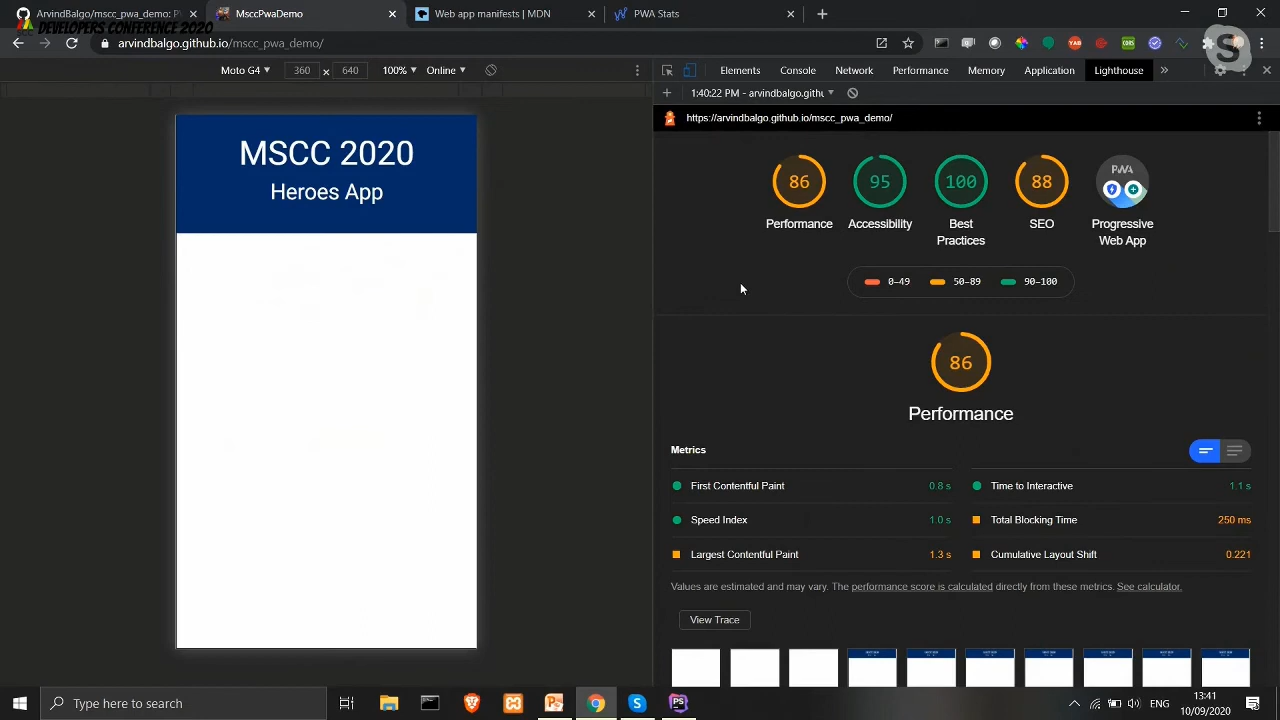 ArvindBalgo/mscc_pwa_demo: P
MsccPwaDemo
Web app manifests | MDN
PWA Stats
DEVELOPERS CONFERENCE 2020
arvindbalgo.github.io/mscc_pwa_demo/
Moto G4
360
x
640
100%
Online
Elements
Console
Network
Performance
Memory
Application
Lighthouse
1:40:22 PM - arvindbalgo.githu
https://arvindbalgo.github.io/mscc_pwa_demo/
MSCC 2020
Heroes App
86
Performance
95
Accessibility
100
Best
Practices
88
SEO
PWA
Progressive
Web App
0–49
50–89
90–100
86
Performance
Metrics
First Contentful Paint
0.8 s
Time to Interactive
1.1 s
Speed Index
1.0 s
Total Blocking Time
250 ms
Largest Contentful Paint
1.3 s
Cumulative Layout Shift
0.221
Values are estimated and may vary. The performance score is calculated directly from these metrics. See calculator.
View Trace
Type here to search
ENG
13:41
10/09/2020